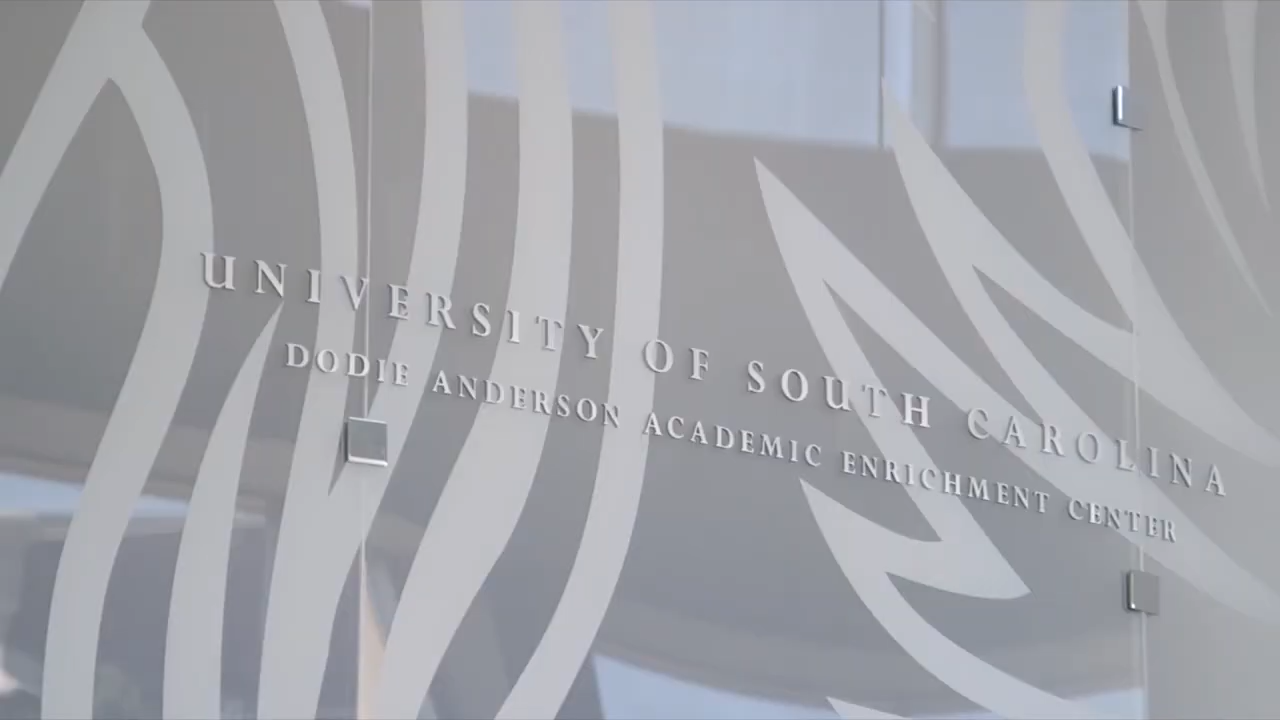 UNIVERSITY OF SOUTH CAROLINA
DODIE ANDERSON ACADEMIC ENRICHMENT CENTER